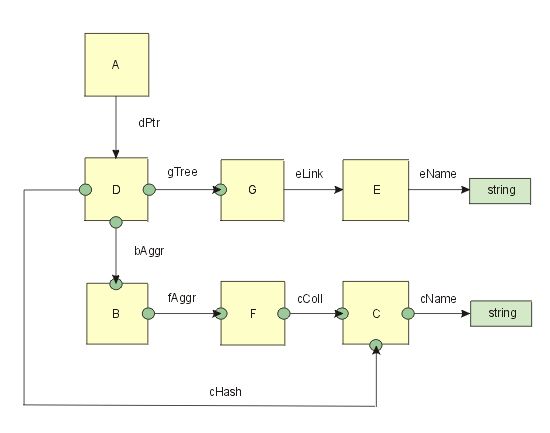 A
dPtr
D
gTree
G
eLink
E
eName
string
bAggr
B
fAggr
F
cColl
C
cName
string
cHash